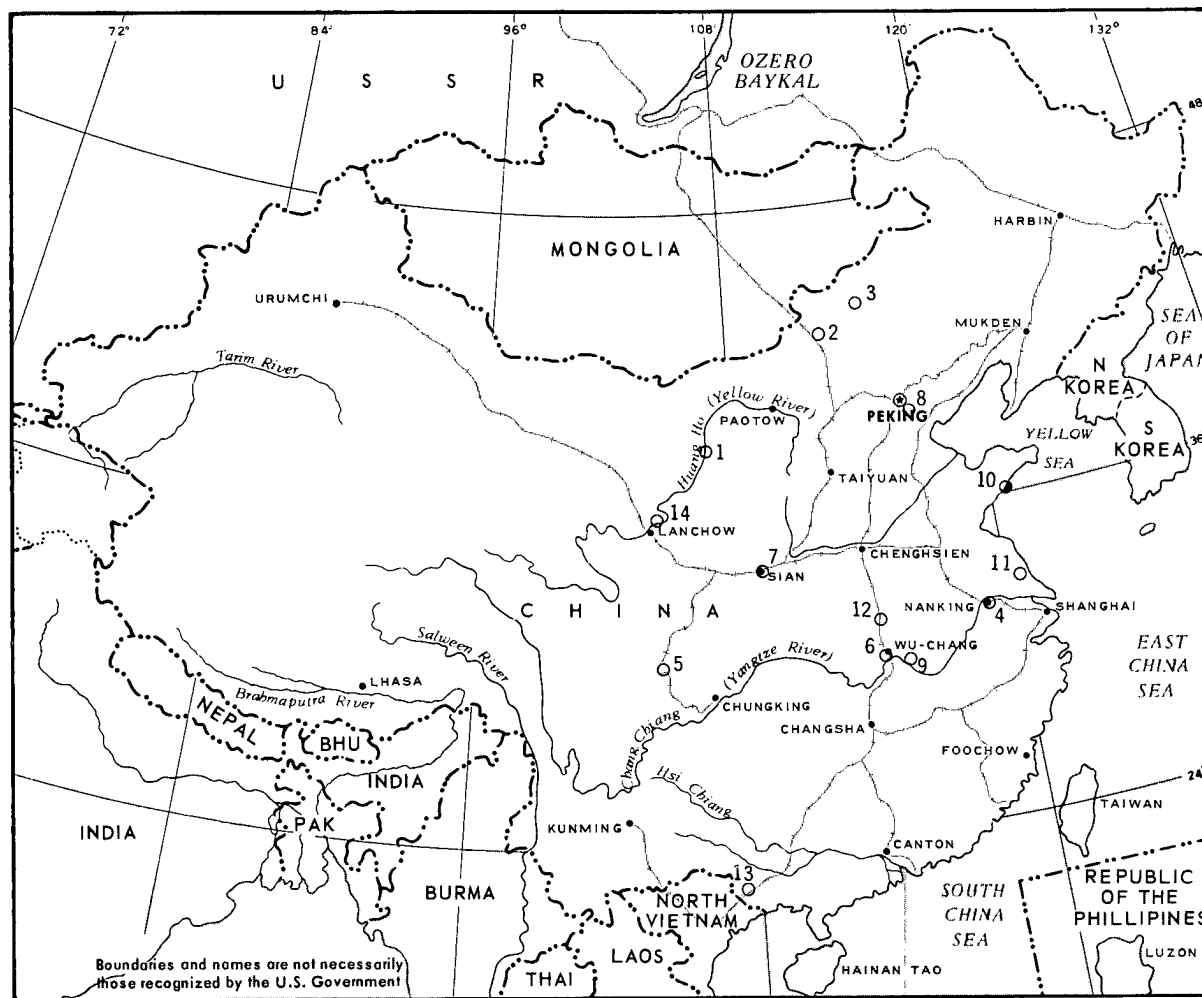 72°
84°
96°
108°
120°
132°
U S S R
OZERO
BAYKAL
48
HARBIN
MONGOLIA
3
URUMCHI
2
MUKDEN
SEA
OF
JAPAN
Tarim River
N
KOREA
Huang Ho (Yellow River)
PAOTOW
8
PEKING
S
KOREA
YELLOW
SEA
36
1
TAIYUAN
10
14
LANCHOW
CHENGHSIEN
7
SIAN
11
CHINA
12
NANKING
4
SHANGHAI
Salween River
6
WU-CHANG
9
EAST
CHINA
SEA
5
Chang Chiang (Yangtze River)
LHASA
Brahmaputra River
CHUNGKING
CHANGSHA
NEPAL
BHU
FOOCHOW
INDIA
Hsi Chiang
24
TAIWAN
INDIA
PAK
KUNMING
CANTON
13
BURMA
NORTH
VIETNAM
SOUTH
CHINA
SEA
REPUBLIC
OF THE
PHILLIPINES
LAOS
LUZON
Boundaries and names are not necessarily
those recognized by the U.S. Government
THAI
HAINAN TAO